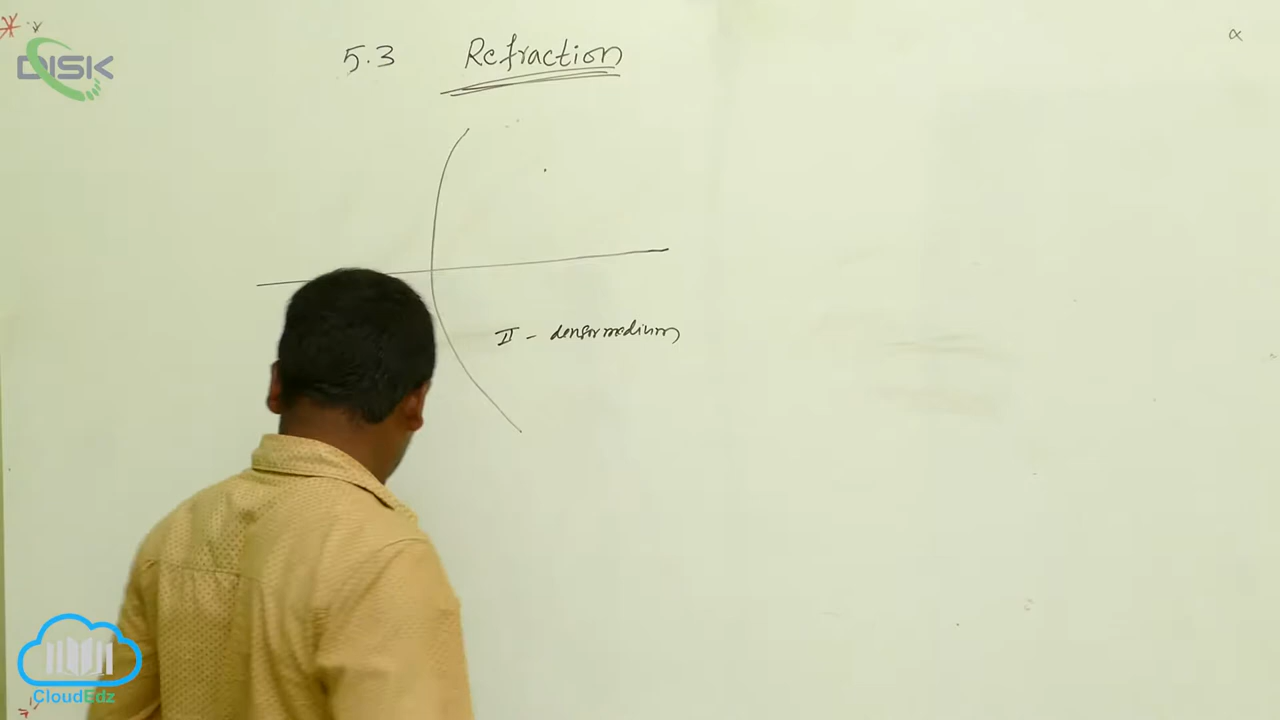 DISK
5.3 Refraction
α
II - denser medium
CloudEdz